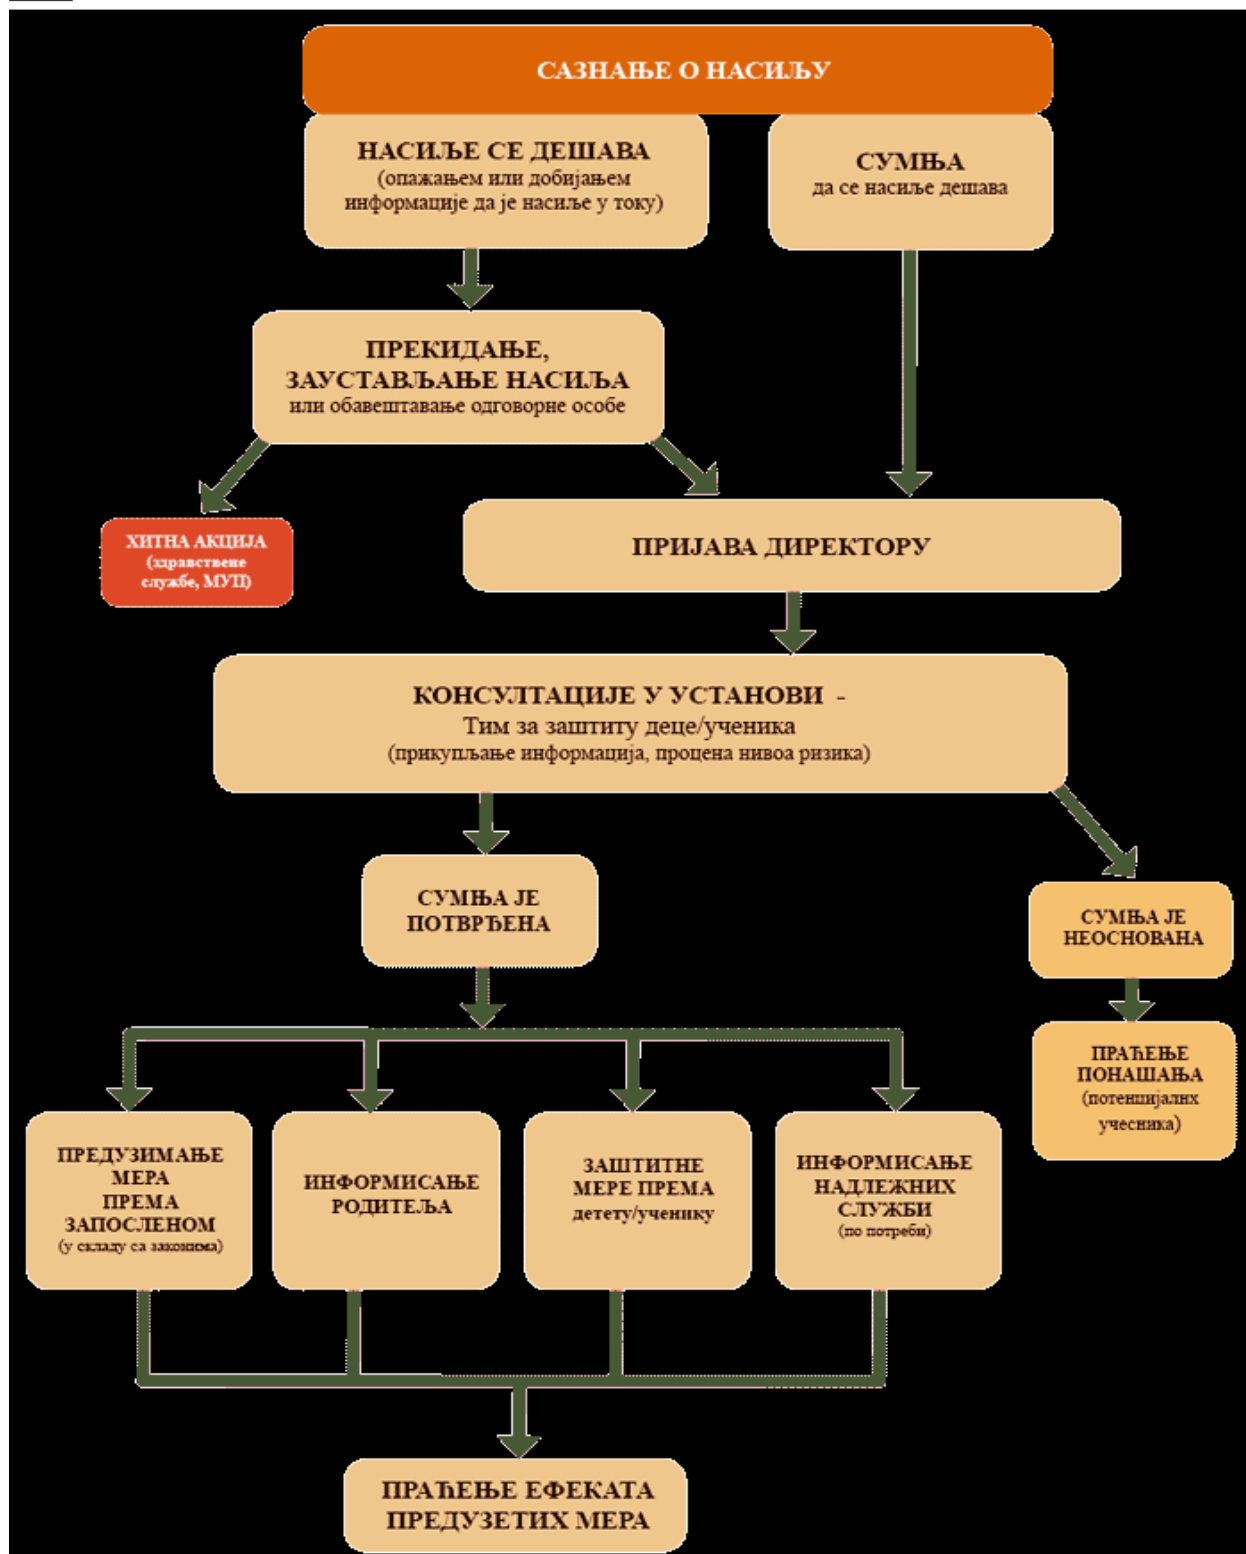 САЗНАЊЕ О НАСИЉУ
НАСИЉЕ СЕ ДЕШАВА
(опажањем или добијањем
информације да је насиље у току)
СУМЊА
да се насиље дешава
ПРЕКИДАЊЕ,
ЗАУСТАВЉАЊЕ НАСИЉА
или обавештавање одговорне особе
ХИТНА АКЦИЈА
(здравствене
службе, МУП)
ПРИЈАВА ДИРЕКТОРУ
КОНСУЛТАЦИЈЕ У УСТАНОВИ -
Тим за заштиту деце/ученика
(прикупљање информација, процена нивоа ризика)
СУМЊА ЈЕ
ПОТВРЂЕНА
СУМЊА ЈЕ
НЕОСНОВАНА
ПРАЋЕЊЕ
ПОНАШАЊА
(потенцијалнх
учесника)
ПРЕДУЗИМАЊЕ
МЕРА
ПРЕМА
ЗАПОСЛЕНОМ
(у складу са законима)
ИНФОРМИСАЊЕ
РОДИТЕЉА
ЗАШТИТНЕ
МЕРЕ ПРЕМА
детету/ученику
ИНФОРМИСАЊЕ
НАДЛЕЖНИХ
СЛУЖБИ
(по потреби)
ПРАЋЕЊЕ ЕФЕКАТА
ПРЕДУЗЕТИХ МЕРА